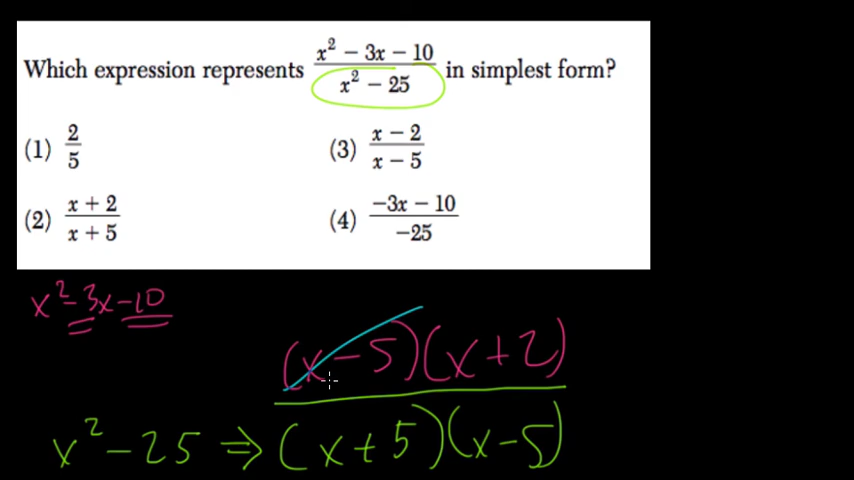 Which expression represents x² − 3x − 10 / x² − 25 in simplest form?
(1) 2/5
(3) x − 2 / x − 5
(2) x + 2 / x + 5
(4) −3x − 10 / −25
x² − 3x − 10
(x − 5)(x + 2)
x² − 25 ⇒ (x + 5)(x − 5)